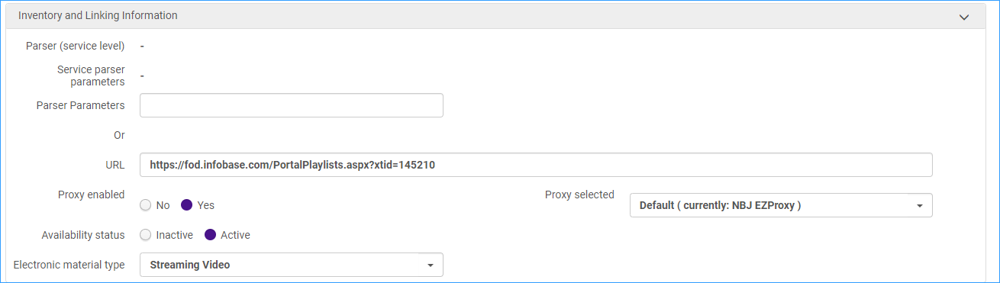 Inventory and Linking Information
Parser (service level) -
Service parser
parameters -
Parser Parameters
Or
URL https://fod.infobase.com/PortalPlaylists.aspx?xtid=145210
Proxy enabled No Yes Proxy selected Default ( currently: NBJ EZProxy )
Availability status Inactive Active
Electronic material type Streaming Video